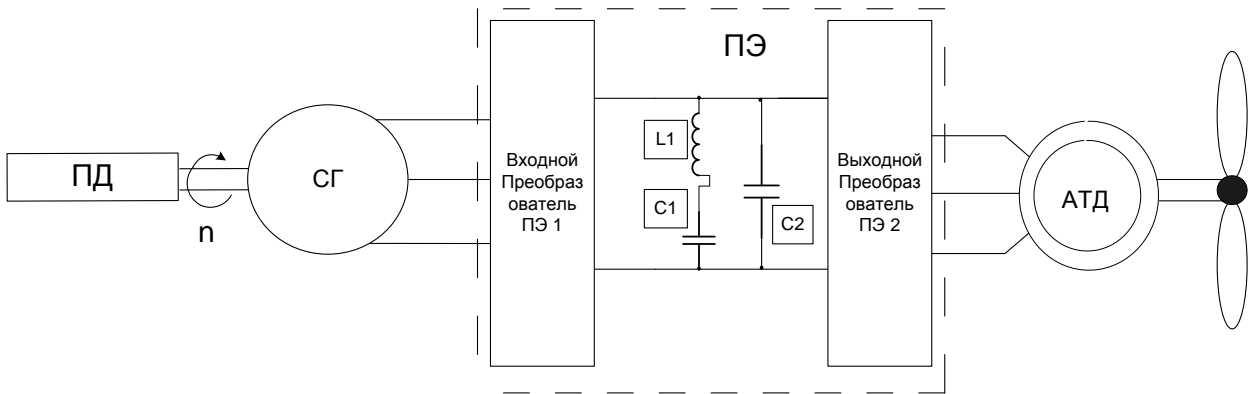 ПД
n
СГ
Входной
Преобраз
ователь
ПЭ 1
ПЭ
L1
C1
C2
Выходной
Преобраз
ователь
ПЭ 2
АТД